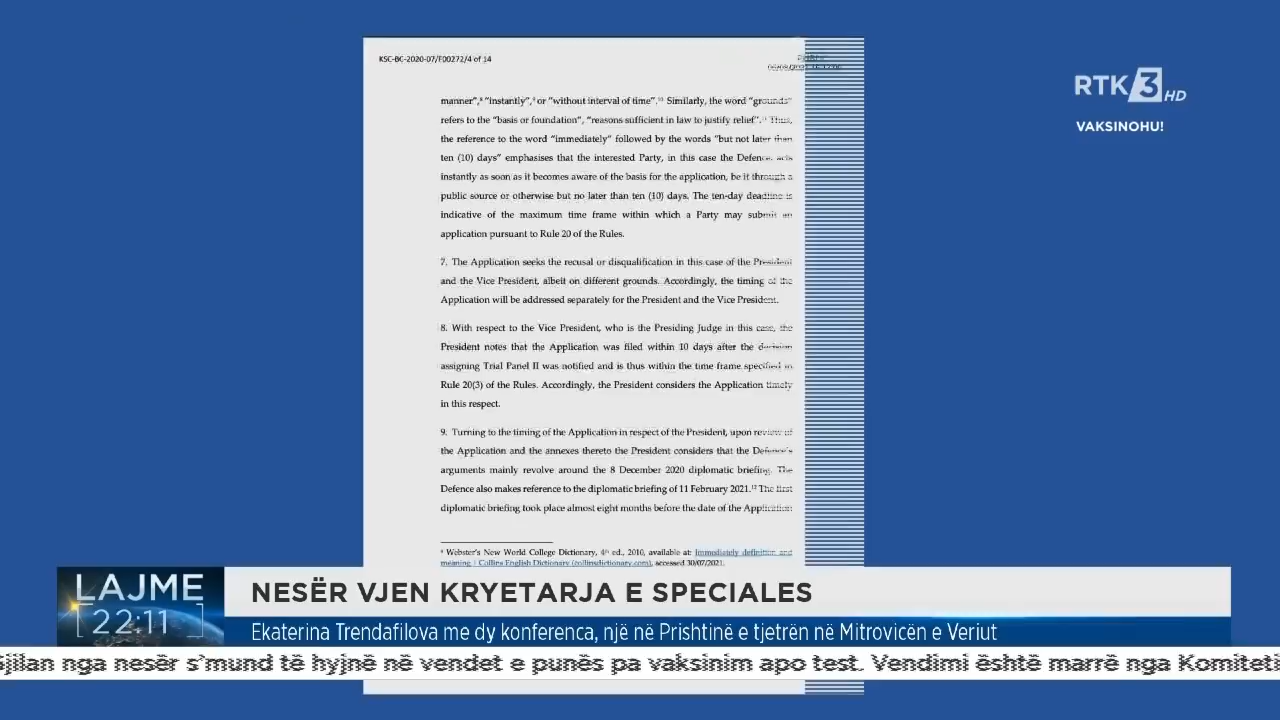 KSC-BC-2020-07/F00272/4 of 14
manner",⁸ "instantly",⁹ or "without interval of time".¹⁰ Similarly, the word "grounds"
refers to the "basis or foundation", "reasons sufficient in law to justify relief".¹¹ Thus,
the reference to the word "immediately" followed by the words "but not later than
ten (10) days" emphasises that the interested Party, in this case the Defence, acts
instantly as soon as it becomes aware of the basis for the application, be it through a
public source or otherwise but no later than ten (10) days. The ten-day deadline is
indicative of the maximum time frame within which a Party may submit an
application pursuant to Rule 20 of the Rules.
7. The Application seeks the recusal or disqualification in this case of the President
and the Vice President, albeit on different grounds. Accordingly, the timing of the
Application will be addressed separately for the President and the Vice President.
8. With respect to the Vice President, who is the Presiding Judge in this case, the
President notes that the Application was filed within 10 days after the decision
assigning Trial Panel II was notified and is thus within the time frame specified in
Rule 20(3) of the Rules. Accordingly, the President considers the Application timely
in this respect.
9. Turning to the timing of the Application in respect of the President, upon review of
the Application and the annexes thereto the President considers that the Defence's
arguments mainly revolve around the 8 December 2020 diplomatic briefing. The
Defence also makes reference to the diplomatic briefing of 11 February 2021.¹² The first
diplomatic briefing took place almost eight months before the date of the Application
Webster's New World College Dictionary, 4th ed., 2010, available at: Immediately definition and
meaning | Collins English Dictionary (collinsdictionary.com), accessed 30/07/2021.
RTK 3 HD
VAKSINOHU!
LAJME
22:11
NESËR VJEN KRYETARJA E SPECIALES
Ekaterina Trendafilova me dy konferenca, një në Prishtinë e tjetrën në Mitrovicën e Veriut
Gjilan nga nesër s'mund të hyjnë në vendet e punës pa vaksinim apo test. Vendimi është marrë nga Komiteti